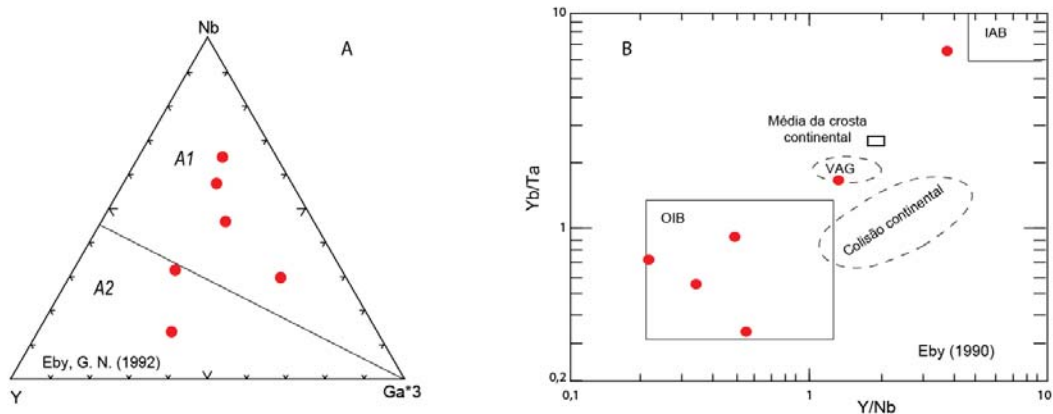 Nb
A
A1
A2
Eby, G. N. (1992)
Y
Ga*3
10
B
IAB
Média da crosta
continental
VAG
Colisão continental
Yb/Ta
1
OIB
Eby (1990)
0,2
0,1
1
10
Y/Nb